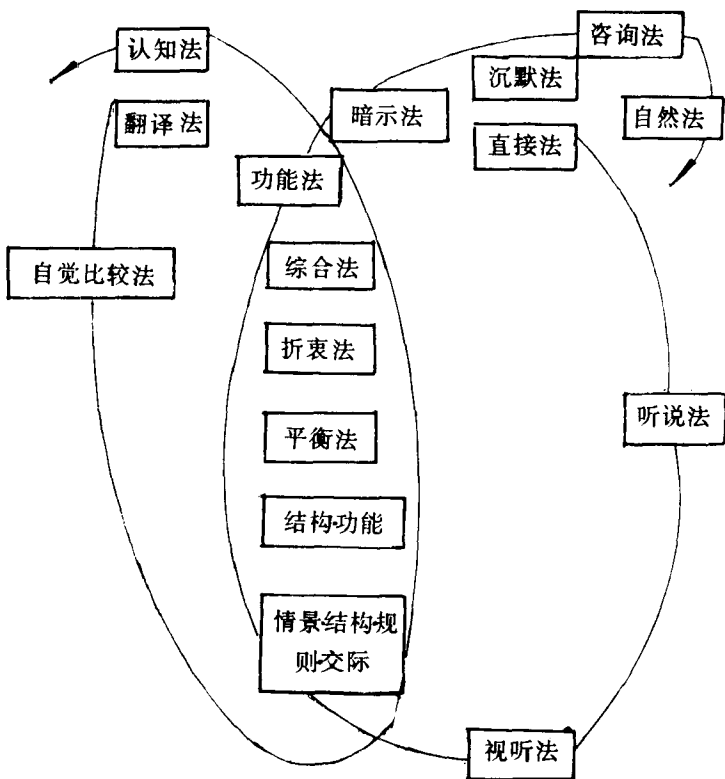 咨询法
认知法
沉默法
暗示法
翻译法
自然法
直接法
功能法
自觉比较法
综合法
折衷法
听说法
平衡法
结构·功能
情景·结构·规
则·交际
视听法